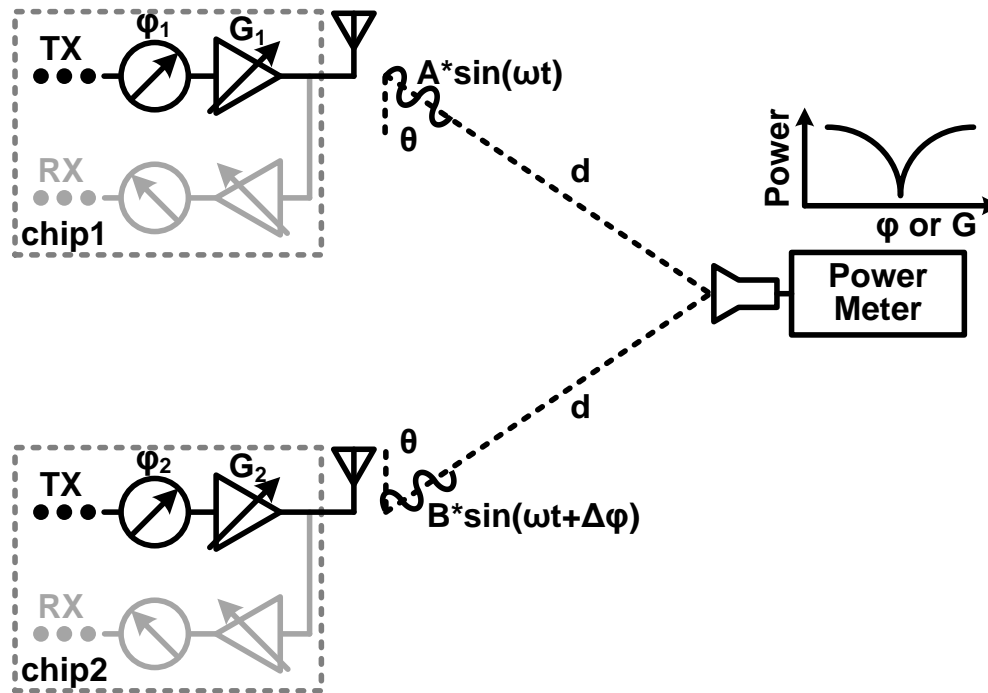 TX
φ₁
G₁
RX
chip1
A*sin(ωt)
θ
d
Power
φ or G
Power
Meter
d
θ
B*sin(ωt+Δφ)
TX
φ₂
G₂
RX
chip2